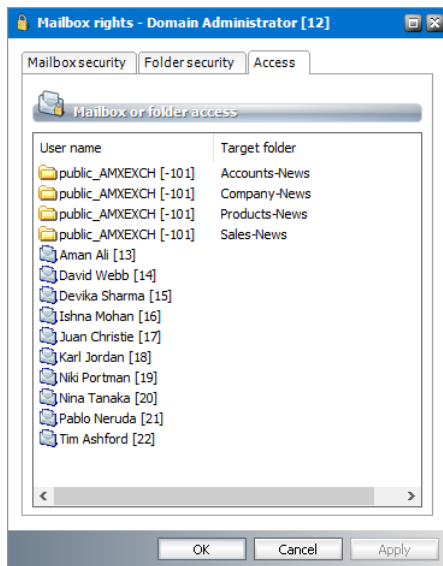 Mailbox rights - Domain Administrator [12]
Mailbox security Folder security Access
Mailbox or folder access
User name Target folder
public_AMXEXCH [-101] Accounts-News
public_AMXEXCH [-101] Company-News
public_AMXEXCH [-101] Products-News
public_AMXEXCH [-101] Sales-News
Aman Ali [13]
David Webb [14]
Devika Sharma [15]
Ishna Mohan [16]
Juan Christie [17]
Karl Jordan [18]
Niki Portman [19]
Nina Tanaka [20]
Pablo Neruda [21]
Tim Ashford [22]
OK Cancel Apply